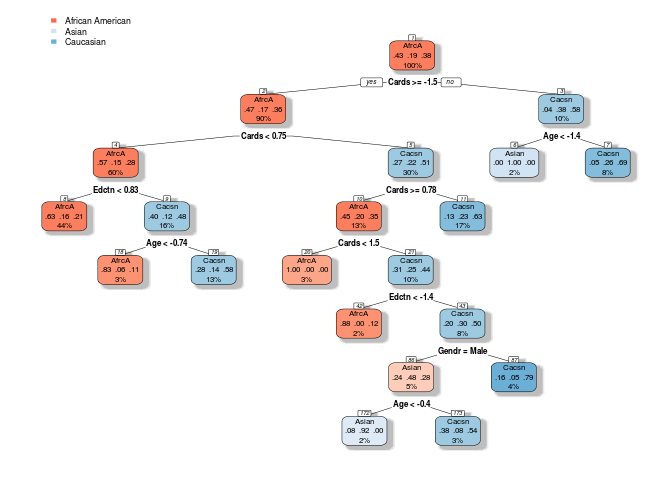 African American
Asian
Caucasian
1
AfrcA
.43 .19 .38
100%
yes Cards >= -1.5 no
2
AfrcA
.47 .17 .36
90%
3
Cacsn
.04 .38 .58
10%
Cards < 0.75
Age < -1.4
4
AfrcA
.57 .15 .28
60%
5
Cacsn
.27 .22 .51
30%
6
Asian
.00 1.00 .00
2%
7
Cacsn
.05 .26 .69
8%
Edctn < 0.83
Cards >= 0.78
8
AfrcA
.63 .16 .21
44%
9
Cacsn
.40 .12 .48
16%
10
AfrcA
.45 .20 .35
13%
11
Cacsn
.13 .23 .63
17%
Age < -0.74
Cards < 1.5
18
AfrcA
.83 .06 .11
3%
19
Cacsn
.28 .14 .58
13%
20
AfrcA
1.00 .00 .00
3%
21
Cacsn
.31 .25 .44
10%
Edctn < -1.4
42
AfrcA
.88 .00 .12
2%
43
Cacsn
.20 .30 .50
8%
Gendr = Male
86
Asian
.24 .48 .28
5%
87
Cacsn
.16 .05 .79
4%
Age < -0.4
172
Asian
.08 .92 .00
2%
173
Cacsn
.38 .08 .54
3%